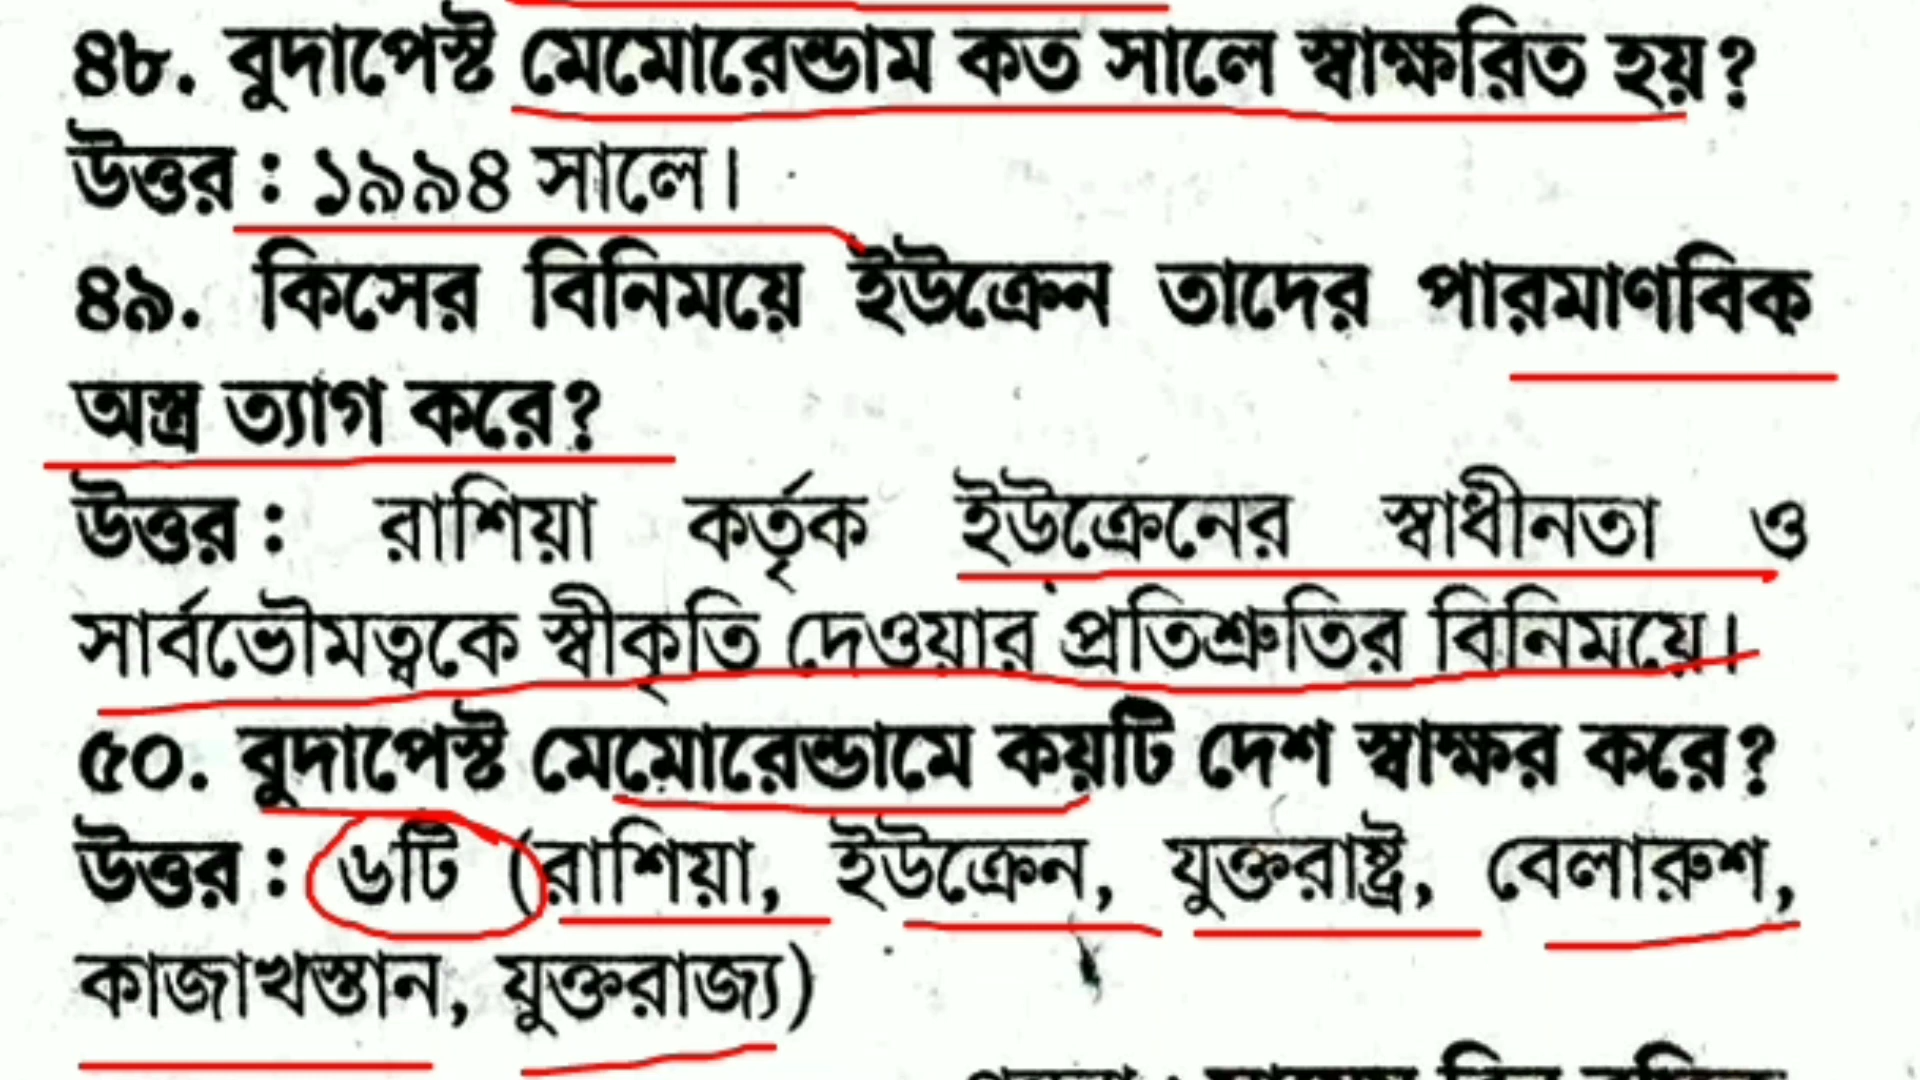 ৪৮. বুদাপেস্ট মেমোরেন্ডাম কত সালে স্বাক্ষরিত হয়?
উত্তর : ১৯৯৪ সালে।
৪৯. কিসের বিনিময়ে ইউক্রেন তাদের পারমাণবিক
অস্ত্র ত্যাগ করে?
উত্তর : রাশিয়া কর্তৃক ইউক্রেনের স্বাধীনতা ও
সার্বভৌমত্বকে স্বীকৃতি দেওয়ার প্রতিশ্রুতির বিনিময়ে।
৫০. বুদাপেস্ট মেমোরেন্ডামে কয়টি দেশ স্বাক্ষর করে?
উত্তর : ৬টি (রাশিয়া, ইউক্রেন, যুক্তরাষ্ট্র, বেলারুশ,
কাজাখস্তান, যুক্তরাজ্য)